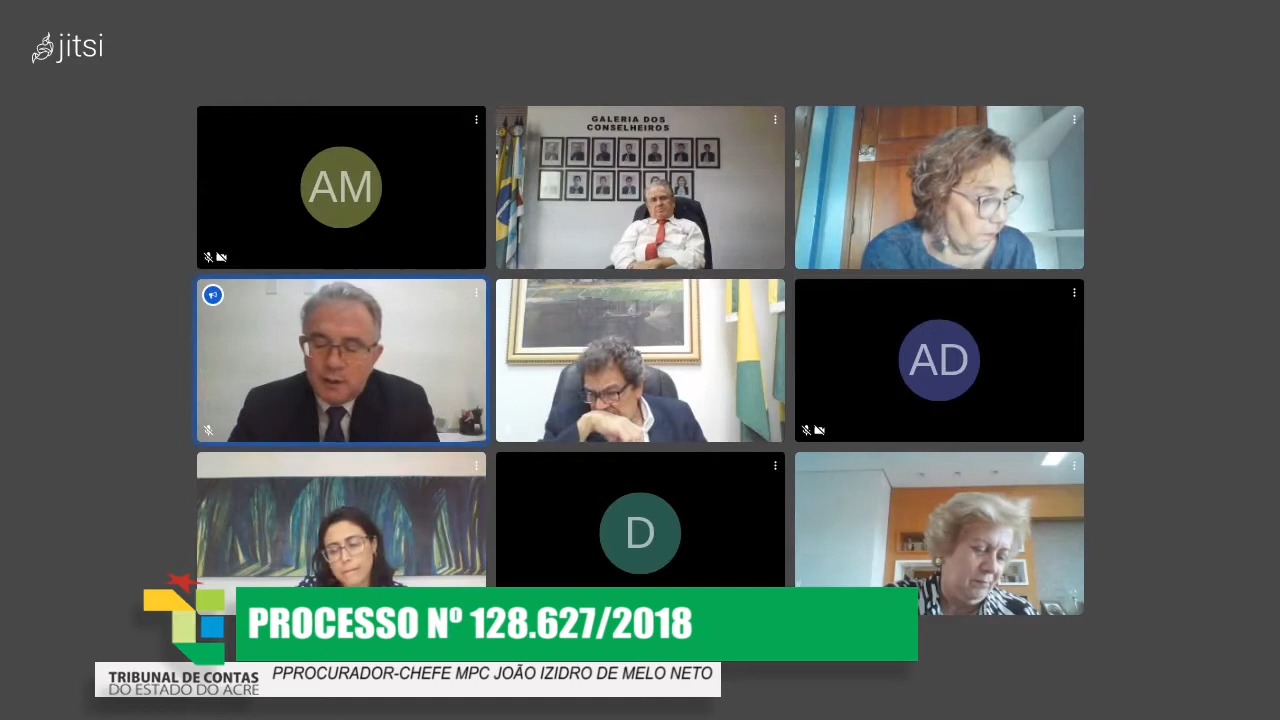 jitsi
AM
GALERIA DOS
CONSELHEIROS
AD
D
PROCESSO Nº 128.627/2018
TRIBUNAL DE CONTAS
DO ESTADO DO ACRE
PPROCURADOR-CHEFE MPC JOÃO IZIDRO DE MELO NETO